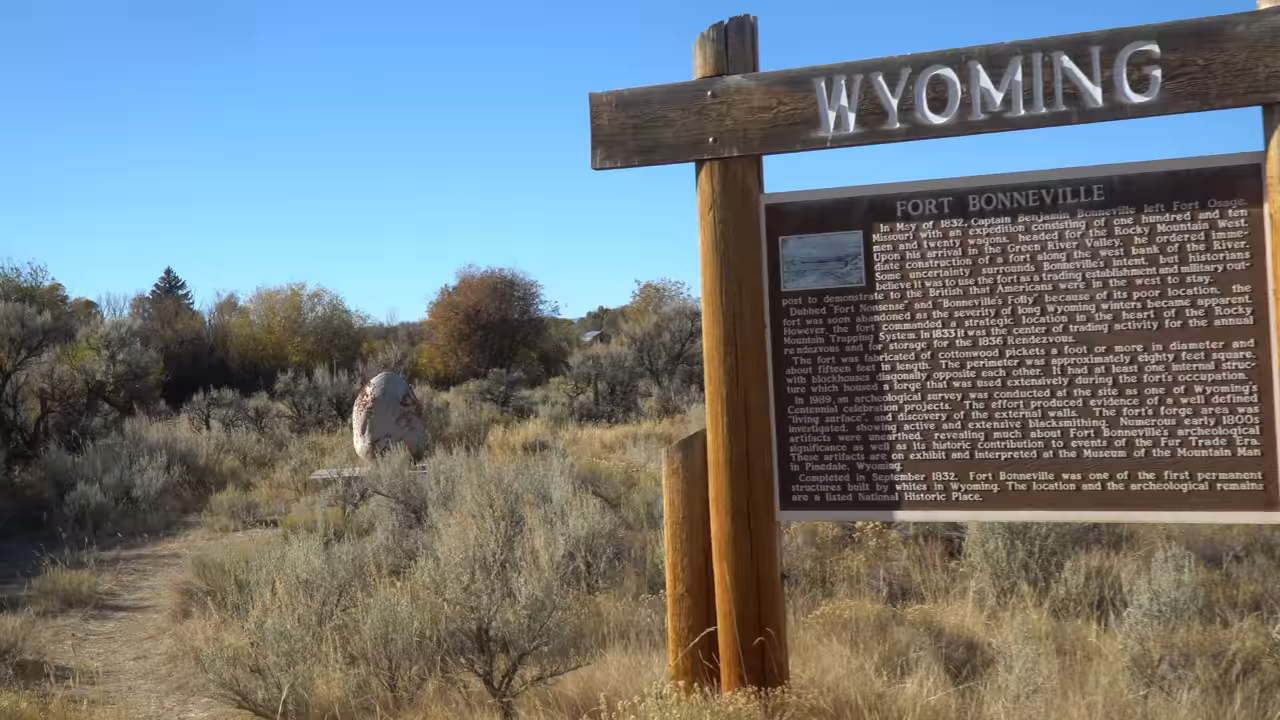 WYOMING
FORT BONNEVILLE
In May of 1832, Captain Benjamin Bonneville left Fort Osage,
Missouri with an expedition consisting of one hundred and ten
men and twenty wagons, headed for the Rocky Mountain West.
Upon his arrival in the Green River Valley, he ordered imme-
diate construction of a fort along the west bank of the River.
Some uncertainty surrounds Bonneville's intent, but historians
believe it was to use the fort as a trading establishment and military out-
post to demonstrate to the British that Americans were in the west to stay.
Dubbed "Fort Nonsense" and "Bonneville's Folly" because of its poor location, the
fort was soon abandoned as the severity of long Wyoming winters became apparent.
However, the fort commanded a strategic location in the heart of the Rocky
Mountain Trapping System. In 1833 it was the center of trading activity for the annual
rendezvous and for storage for the 1836 Rendezvous.
The fort was fabricated of cottonwood pickets a foot or more in diameter and
about fifteen feet in length. The perimeter was approximately eighty feet square,
with blockhouses diagonally opposite each other. It had at least one internal struc-
ture which housed a forge that was used extensively during the fort's occupation.
In 1989, an archeological survey was conducted at the site as one of Wyoming's
Centennial celebration projects. The effort produced evidence of a well defined
"living surface", and discovery of the external walls. The fort's forge area was
investigated, showing active and extensive blacksmithing. Numerous early 1800s
artifacts were unearthed, revealing much about Fort Bonneville's archeological
significance as well as its historic contribution to events of the Fur Trade Era.
These artifacts are on exhibit and interpreted at the Museum of the Mountain Man
in Pinedale, Wyoming.
Completed in September 1832, Fort Bonneville was one of the first permanent
structures built by whites in Wyoming. The location and the archeological remains
are a listed National Historic Place.